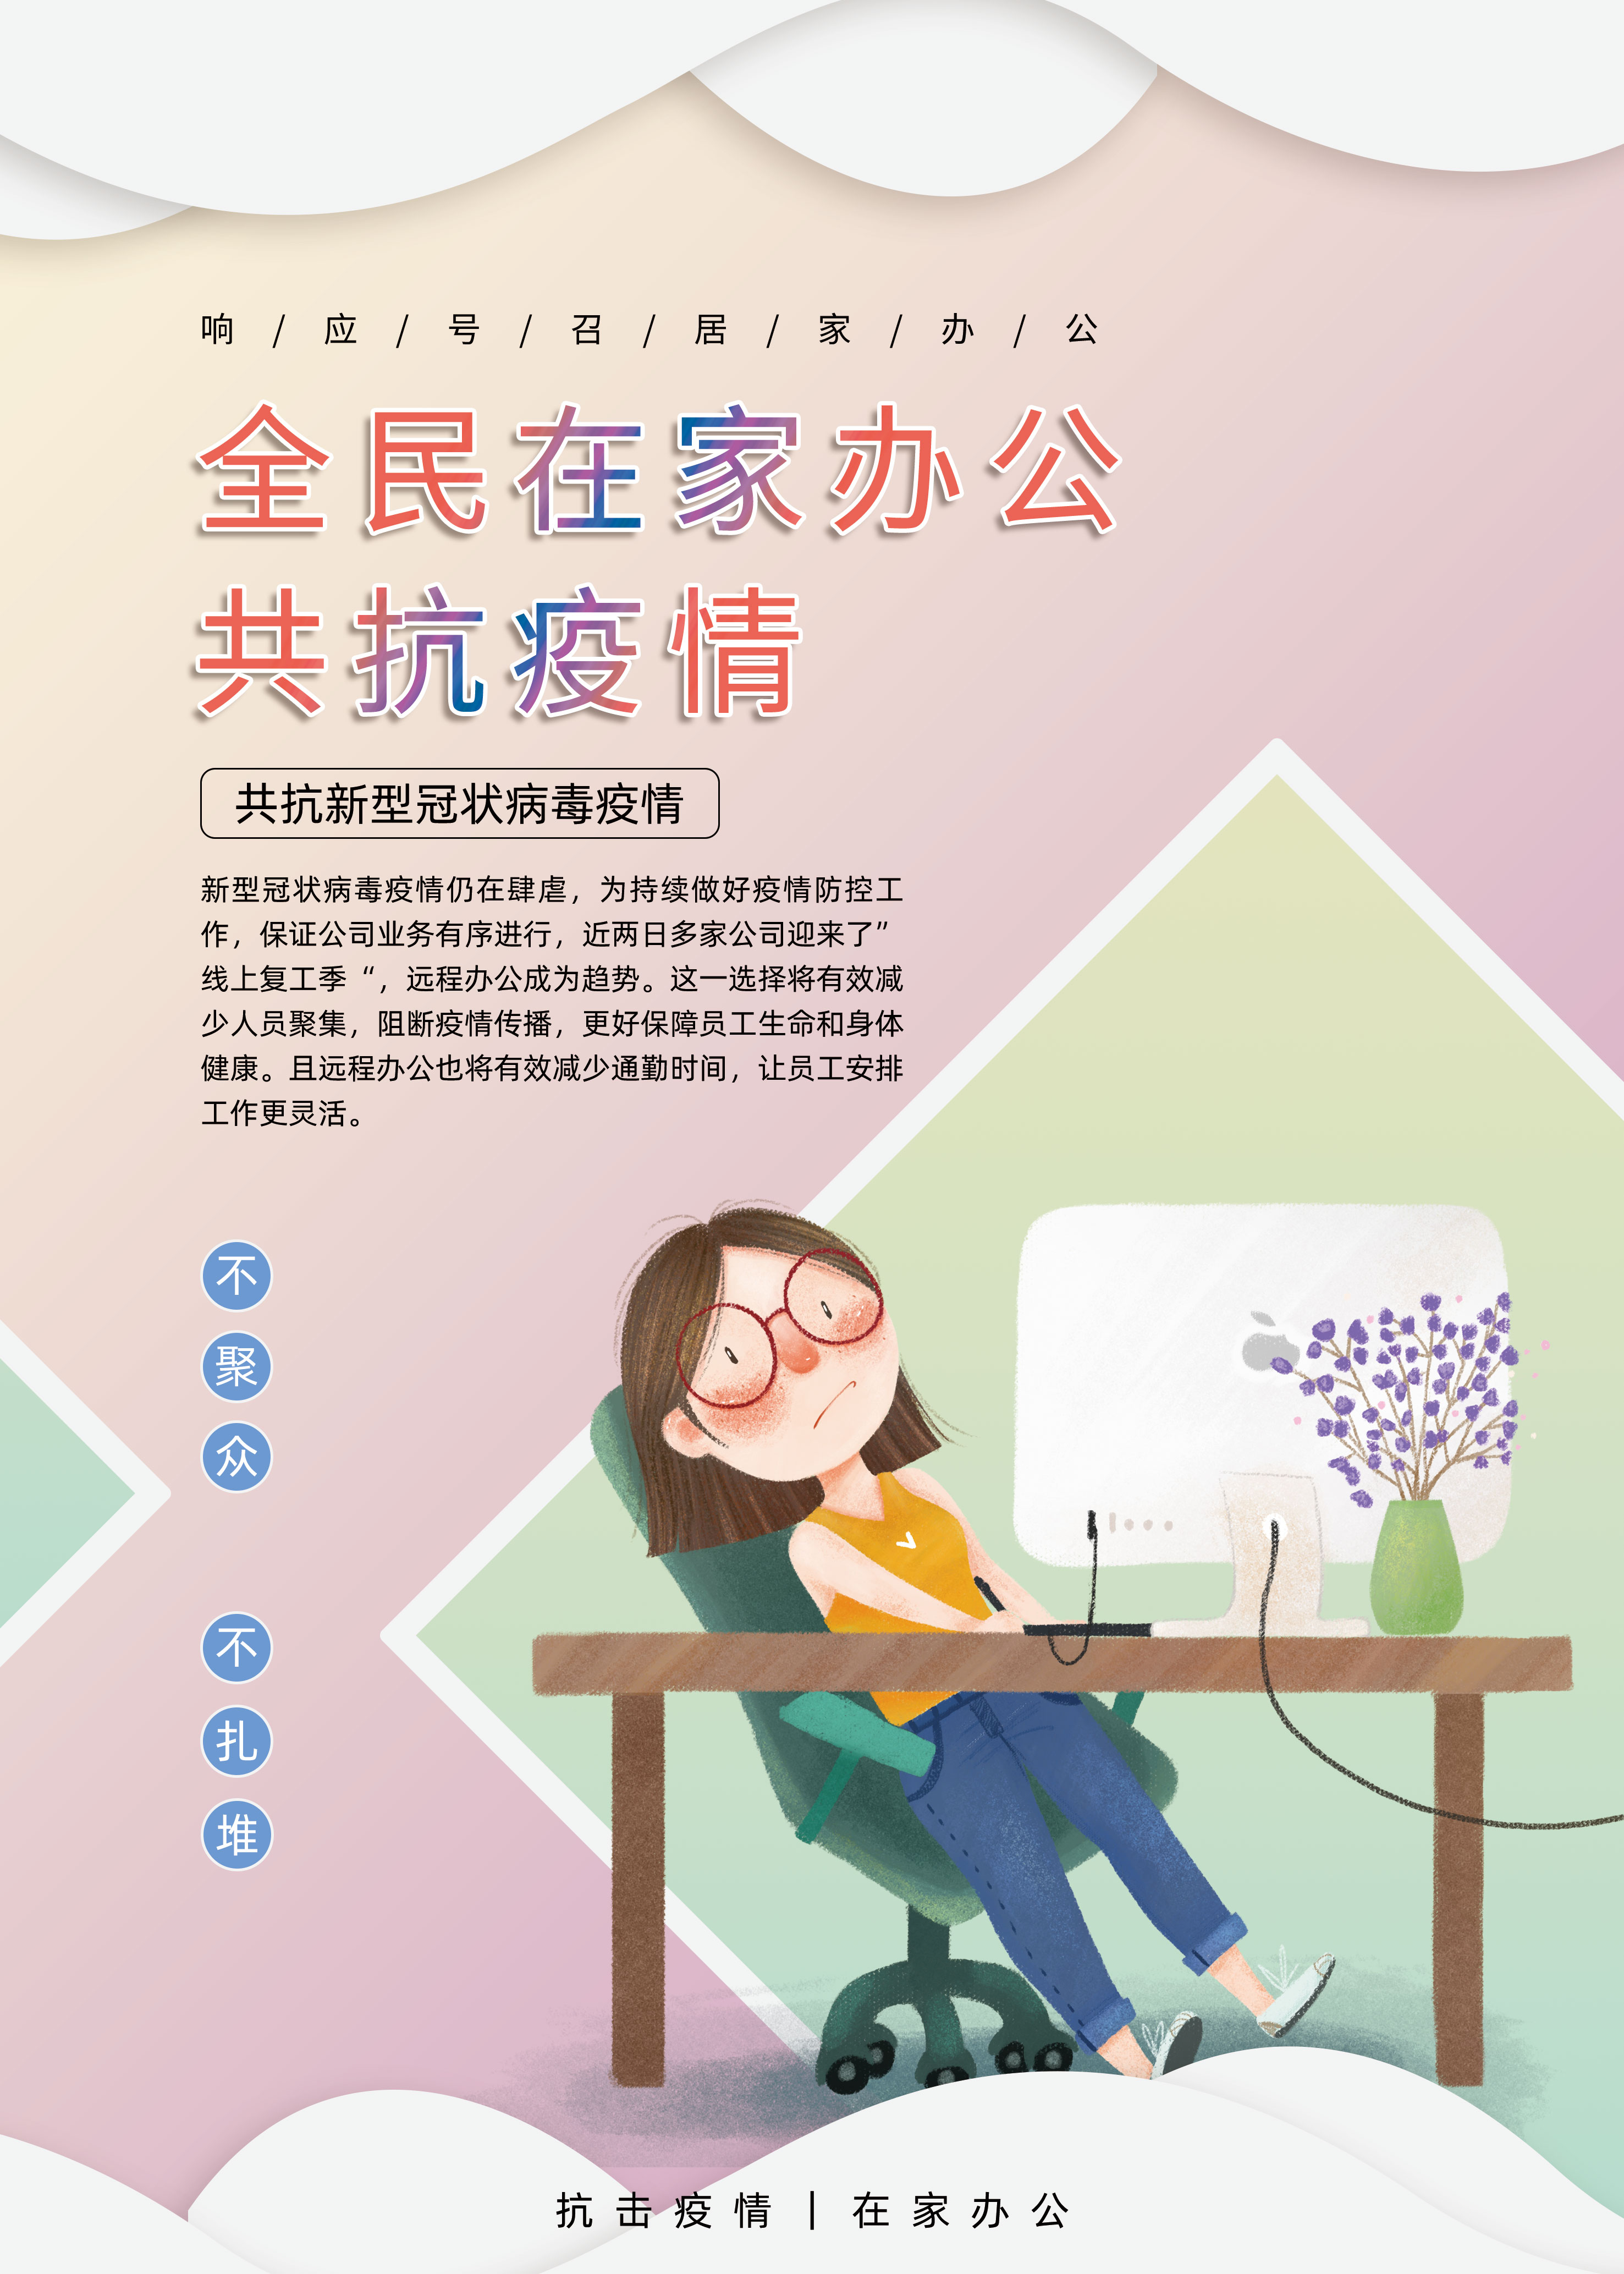 响/应/号/召/居/家/办/公
全民在家办公
共抗疫情
共抗新型冠状病毒疫情
新型冠状病毒疫情仍在肆虐，为持续做好疫情防控工
作，保证公司业务有序进行，近两日多家公司迎来了”
线上复工季“，远程办公成为趋势。这一选择将有效减
少人员聚集，阻断疫情传播，更好保障员工生命和身体
健康。且远程办公也将有效减少通勤时间，让员工安排
工作更灵活。
不聚众
不扎堆
抗击疫情|在家办公